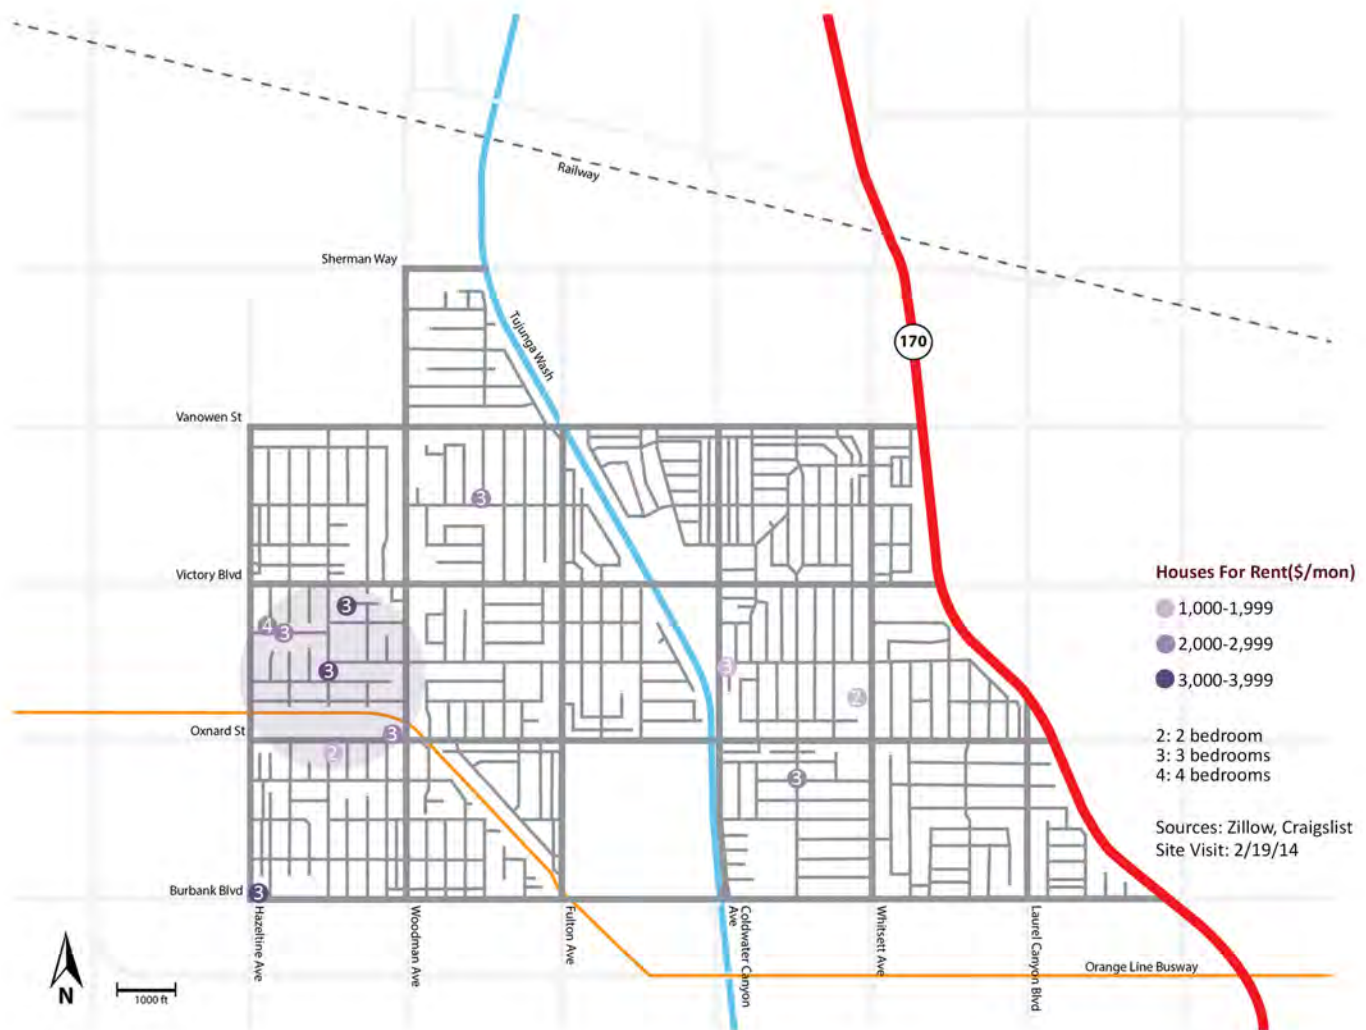 Railway
Sherman Way
170
Tujunga Wash
Vanowen St
3
Victory Blvd
Houses For Rent($/mon)
1,000-1,999
2,000-2,999
3,000-3,999
3
4
3
3
3
2
Oxnard St
3
2
3
2: 2 bedroom
3: 3 bedrooms
4: 4 bedrooms
Sources: Zillow, Craigslist
Site Visit: 2/19/14
Burbank Blvd
3
Hazeltine Ave
Woodman Ave
Fulton Ave
Coldwater Canyon
Ave
Whitsett Ave
Laurel Canyon Blvd
Orange Line Busway
N
1000 ft